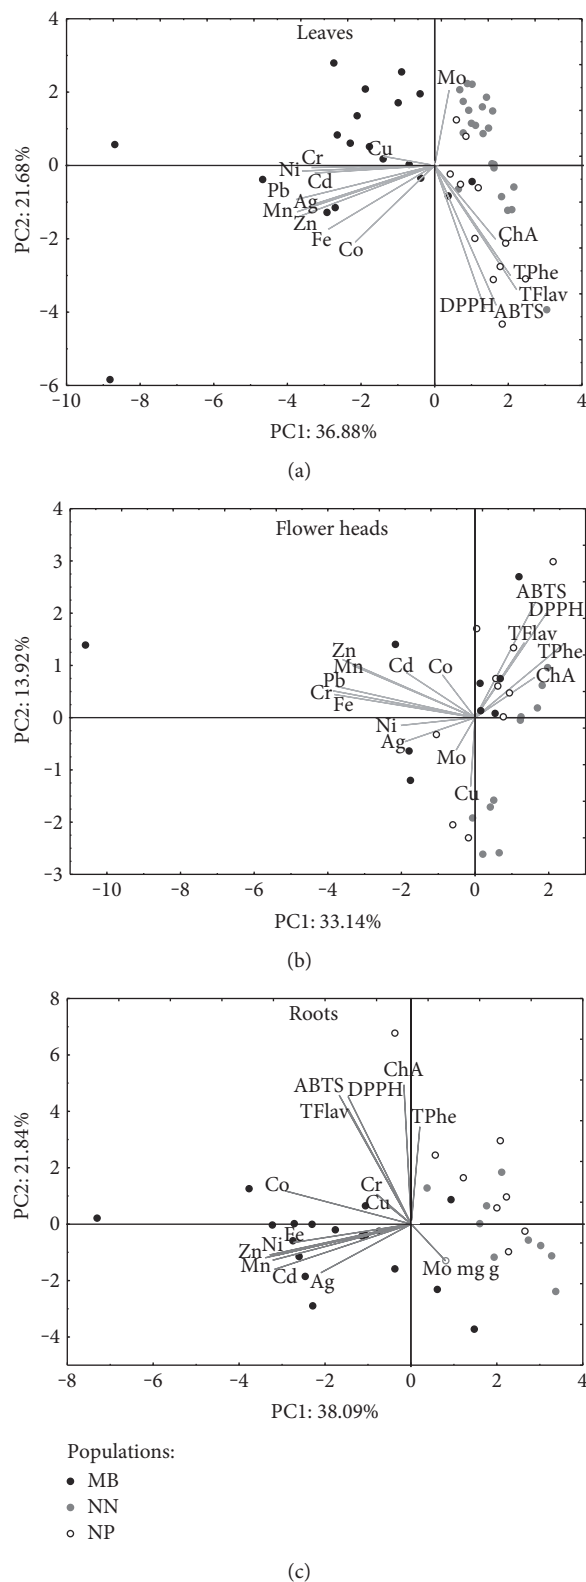 Leaves
4
2
0
−2
−4
−6
PC2: 21.68%
Mo
Cu
Cr
Ni
Cd
Pb
Ag
Mn
Zn
Fe
Co
ChA
TPhe
TFlav
DPPH
ABTS
−10 −8 −6 −4 −2 0 2 4
PC1: 36.88%
(a)
Flower heads
4
3
2
1
0
−1
−2
−3
PC2: 13.92%
ABTS
DPPH
TFlav
TPhe
ChA
Zn
Mn
Cd
Co
Pb
Cr
Fe
Ni
Ag
Mo
Cu
−10 −8 −6 −4 −2 0 2
PC1: 33.14%
(b)
Roots
8
6
4
2
0
−2
−4
PC2: 21.84%
ChA
ABTS
DPPH
TFlav
TPhe
Co
Cr
Cu
Fe
Ni
Zn
Mn
Cd
Ag
Mo mg g
−8 −6 −4 −2 0 2 4
PC1: 38.09%
Populations:
MB
NN
NP
(c)